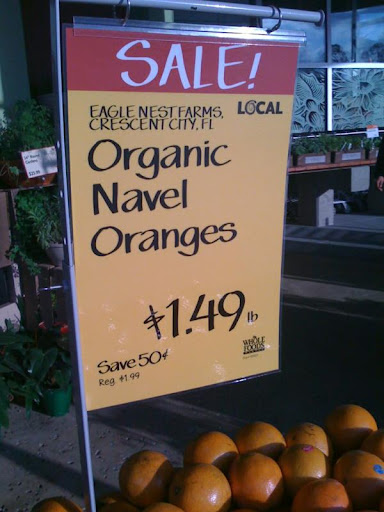 SALE!
EAGLE NEST FARMS, LOCAL
CRESCENT CITY, FL
Organic
Navel
Oranges
$1.49 lb
Save 50¢
Reg $1.99
WHOLE
FOODS